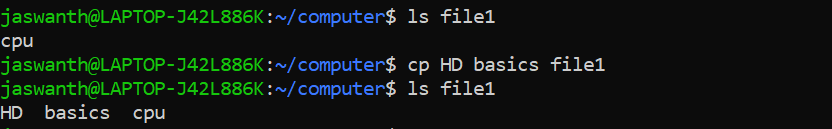 jaswanth@LAPTOP-J42L886K:~/computer$ ls file1
cpu
jaswanth@LAPTOP-J42L886K:~/computer$ cp HD basics file1
jaswanth@LAPTOP-J42L886K:~/computer$ ls file1
HD  basics  cpu